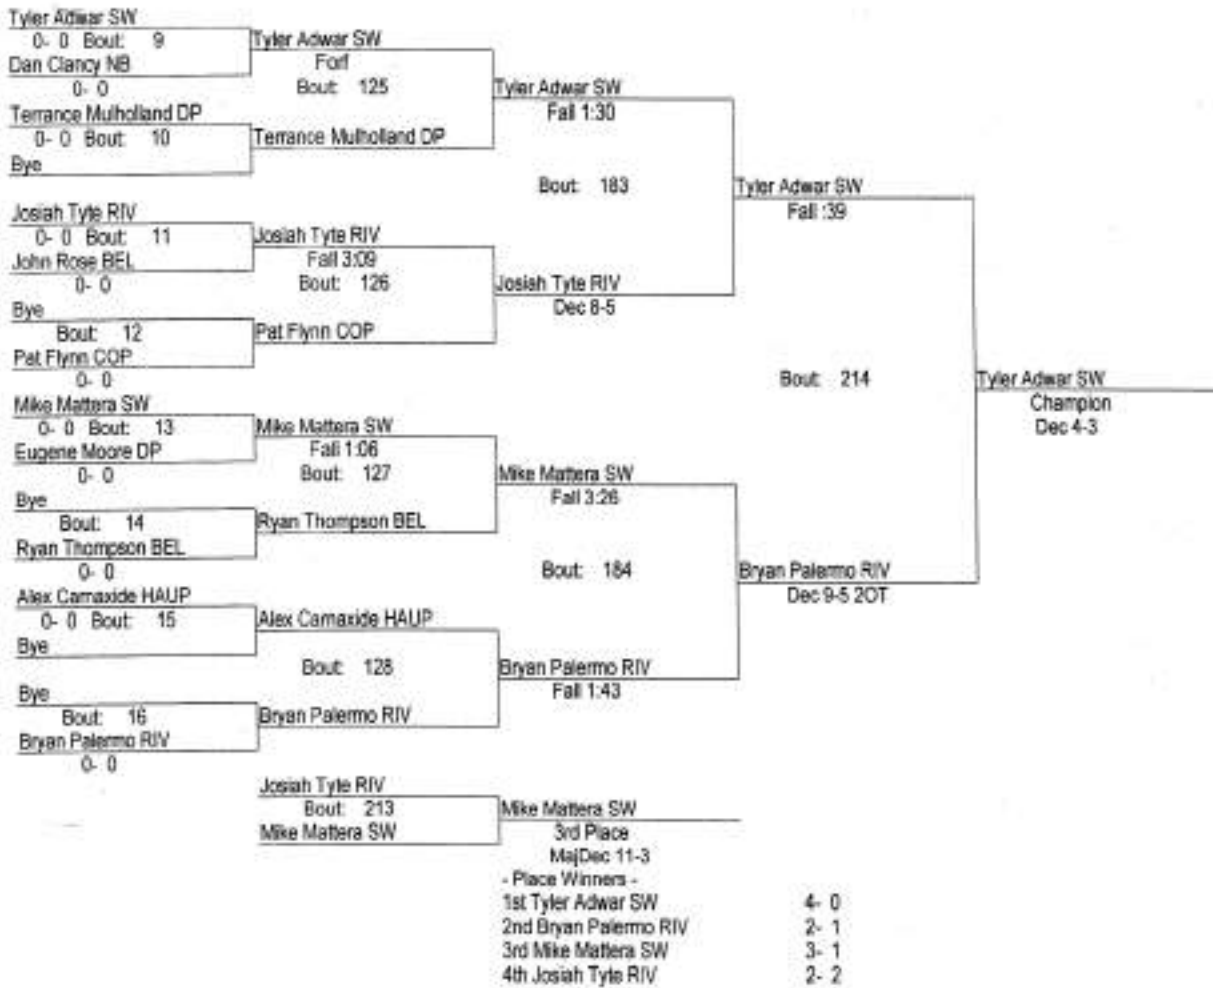 Tyler Adwar SW
0- 0 Bout: 9
Dan Clancy NB
0- 0
Terrance Mulholland DP
0- 0 Bout: 10
Bye
Josiah Tyte RIV
0- 0 Bout: 11
John Rose BEL
0- 0
Bye
Bout: 12
Pat Flynn COP
0- 0
Mike Mattera SW
0- 0 Bout: 13
Eugene Moore DP
0- 0
Bye
Bout: 14
Ryan Thompson BEL
0- 0
Alex Camaxide HAUP
0- 0 Bout: 15
Bye
Bye
Bout: 16
Bryan Palermo RIV
0- 0
Tyler Adwar SW
Forf
Bout: 125
Terrance Mulholland DP
Josiah Tyte RIV
Fall 3:09
Bout: 126
Pat Flynn COP
Mike Mattera SW
Fall 1:06
Bout: 127
Ryan Thompson BEL
Alex Camaxide HAUP
Bout: 128
Bryan Palermo RIV
Tyler Adwar SW
Fall 1:30
Bout: 183
Josiah Tyte RIV
Dec 8-5
Mike Mattera SW
Fall 3:26
Bout: 184
Bryan Palermo RIV
Fall 1:43
Tyler Adwar SW
Fall :39
Bout: 214
Bryan Palermo RIV
Dec 9-5 2OT
Tyler Adwar SW
Champion
Dec 4-3
Josiah Tyte RIV
Bout: 213
Mike Mattera SW
Mike Mattera SW
3rd Place
MajDec 11-3
- Place Winners -
1st Tyler Adwar SW 4- 0
2nd Bryan Palermo RIV 2- 1
3rd Mike Mattera SW 3- 1
4th Josiah Tyte RIV 2- 2